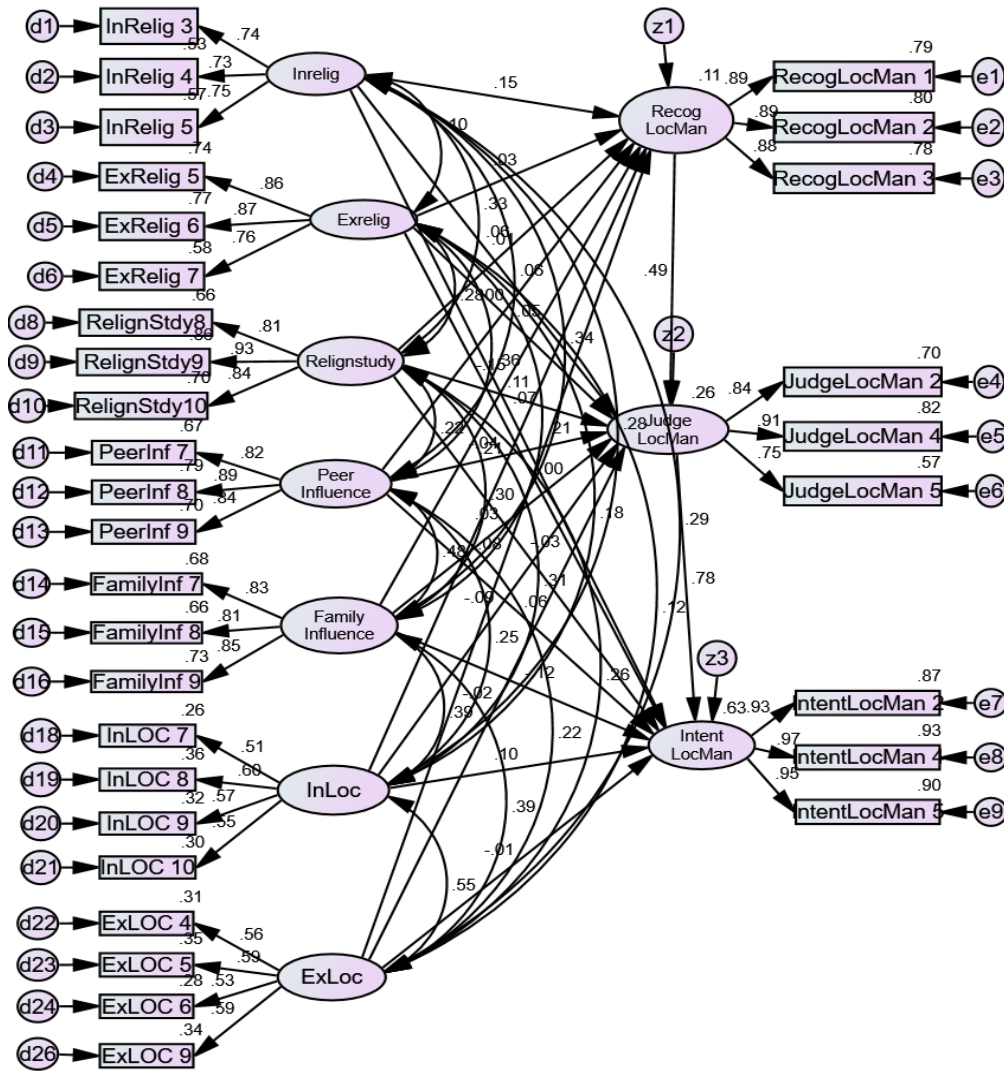 d1
InRelig 3
.53
.74
d2
InRelig 4
.57
.73
d3
InRelig 5
.75
Inrelig
.74
d4
ExRelig 5
.77
.86
d5
ExRelig 6
.58
.87
d6
ExRelig 7
.76
Exrelig
.66
d8
RelignStdy8
.86
.81
d9
RelignStdy9
.70
.93
d10
RelignStdy10
.84
Relignstudy
.67
d11
PeerInf 7
.79
.82
d12
PeerInf 8
.70
.89
d13
PeerInf 9
.84
Peer
Influence
.68
d14
FamilyInf 7
.66
.83
d15
FamilyInf 8
.73
.81
d16
FamilyInf 9
.85
Family
Influence
.26
d18
InLOC 7
.36
.51
d19
InLOC 8
.32
.60
d20
InLOC 9
.57
.30
d21
InLOC 10
.55
InLoc
.31
d22
ExLOC 4
.35
.56
d23
ExLOC 5
.28
.59
d24
ExLOC 6
.53
.34
d26
ExLOC 9
.59
ExLoc
.15
.03
.33
.06
.06
.05
.34
.36
.11
.07
.22
.21
.28
.00
.30
.03
.18
-.03
.48
.31
-.09
.06
.12
.25
-.12
.26
-.02
.39
.22
.10
.39
-.01
.55
.49
.29
.78
z1
Recog
LocMan
.11
.89
.79
RecogLocMan 1
e1
.89
.80
RecogLocMan 2
e2
.88
.78
RecogLocMan 3
e3
z2
Judge
LocMan
.26
.84
.70
JudgeLocMan 2
e4
.91
.82
JudgeLocMan 4
e5
.75
.57
JudgeLocMan 5
e6
z3
Intent
LocMan
.63
.93
.87
IntentLocMan 2
e7
.97
.93
IntentLocMan 4
e8
.95
.90
IntentLocMan 5
e9